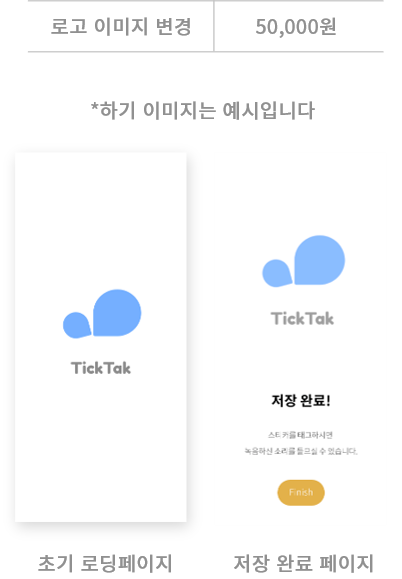 로고 이미지 변경 50,000원
*하기 이미지는 예시입니다
TickTak
TickTak
저장 완료!
스티커를 태그하시면
녹음하신 소리를 들으실 수 있습니다.
Finish
초기 로딩페이지 저장 완료 페이지